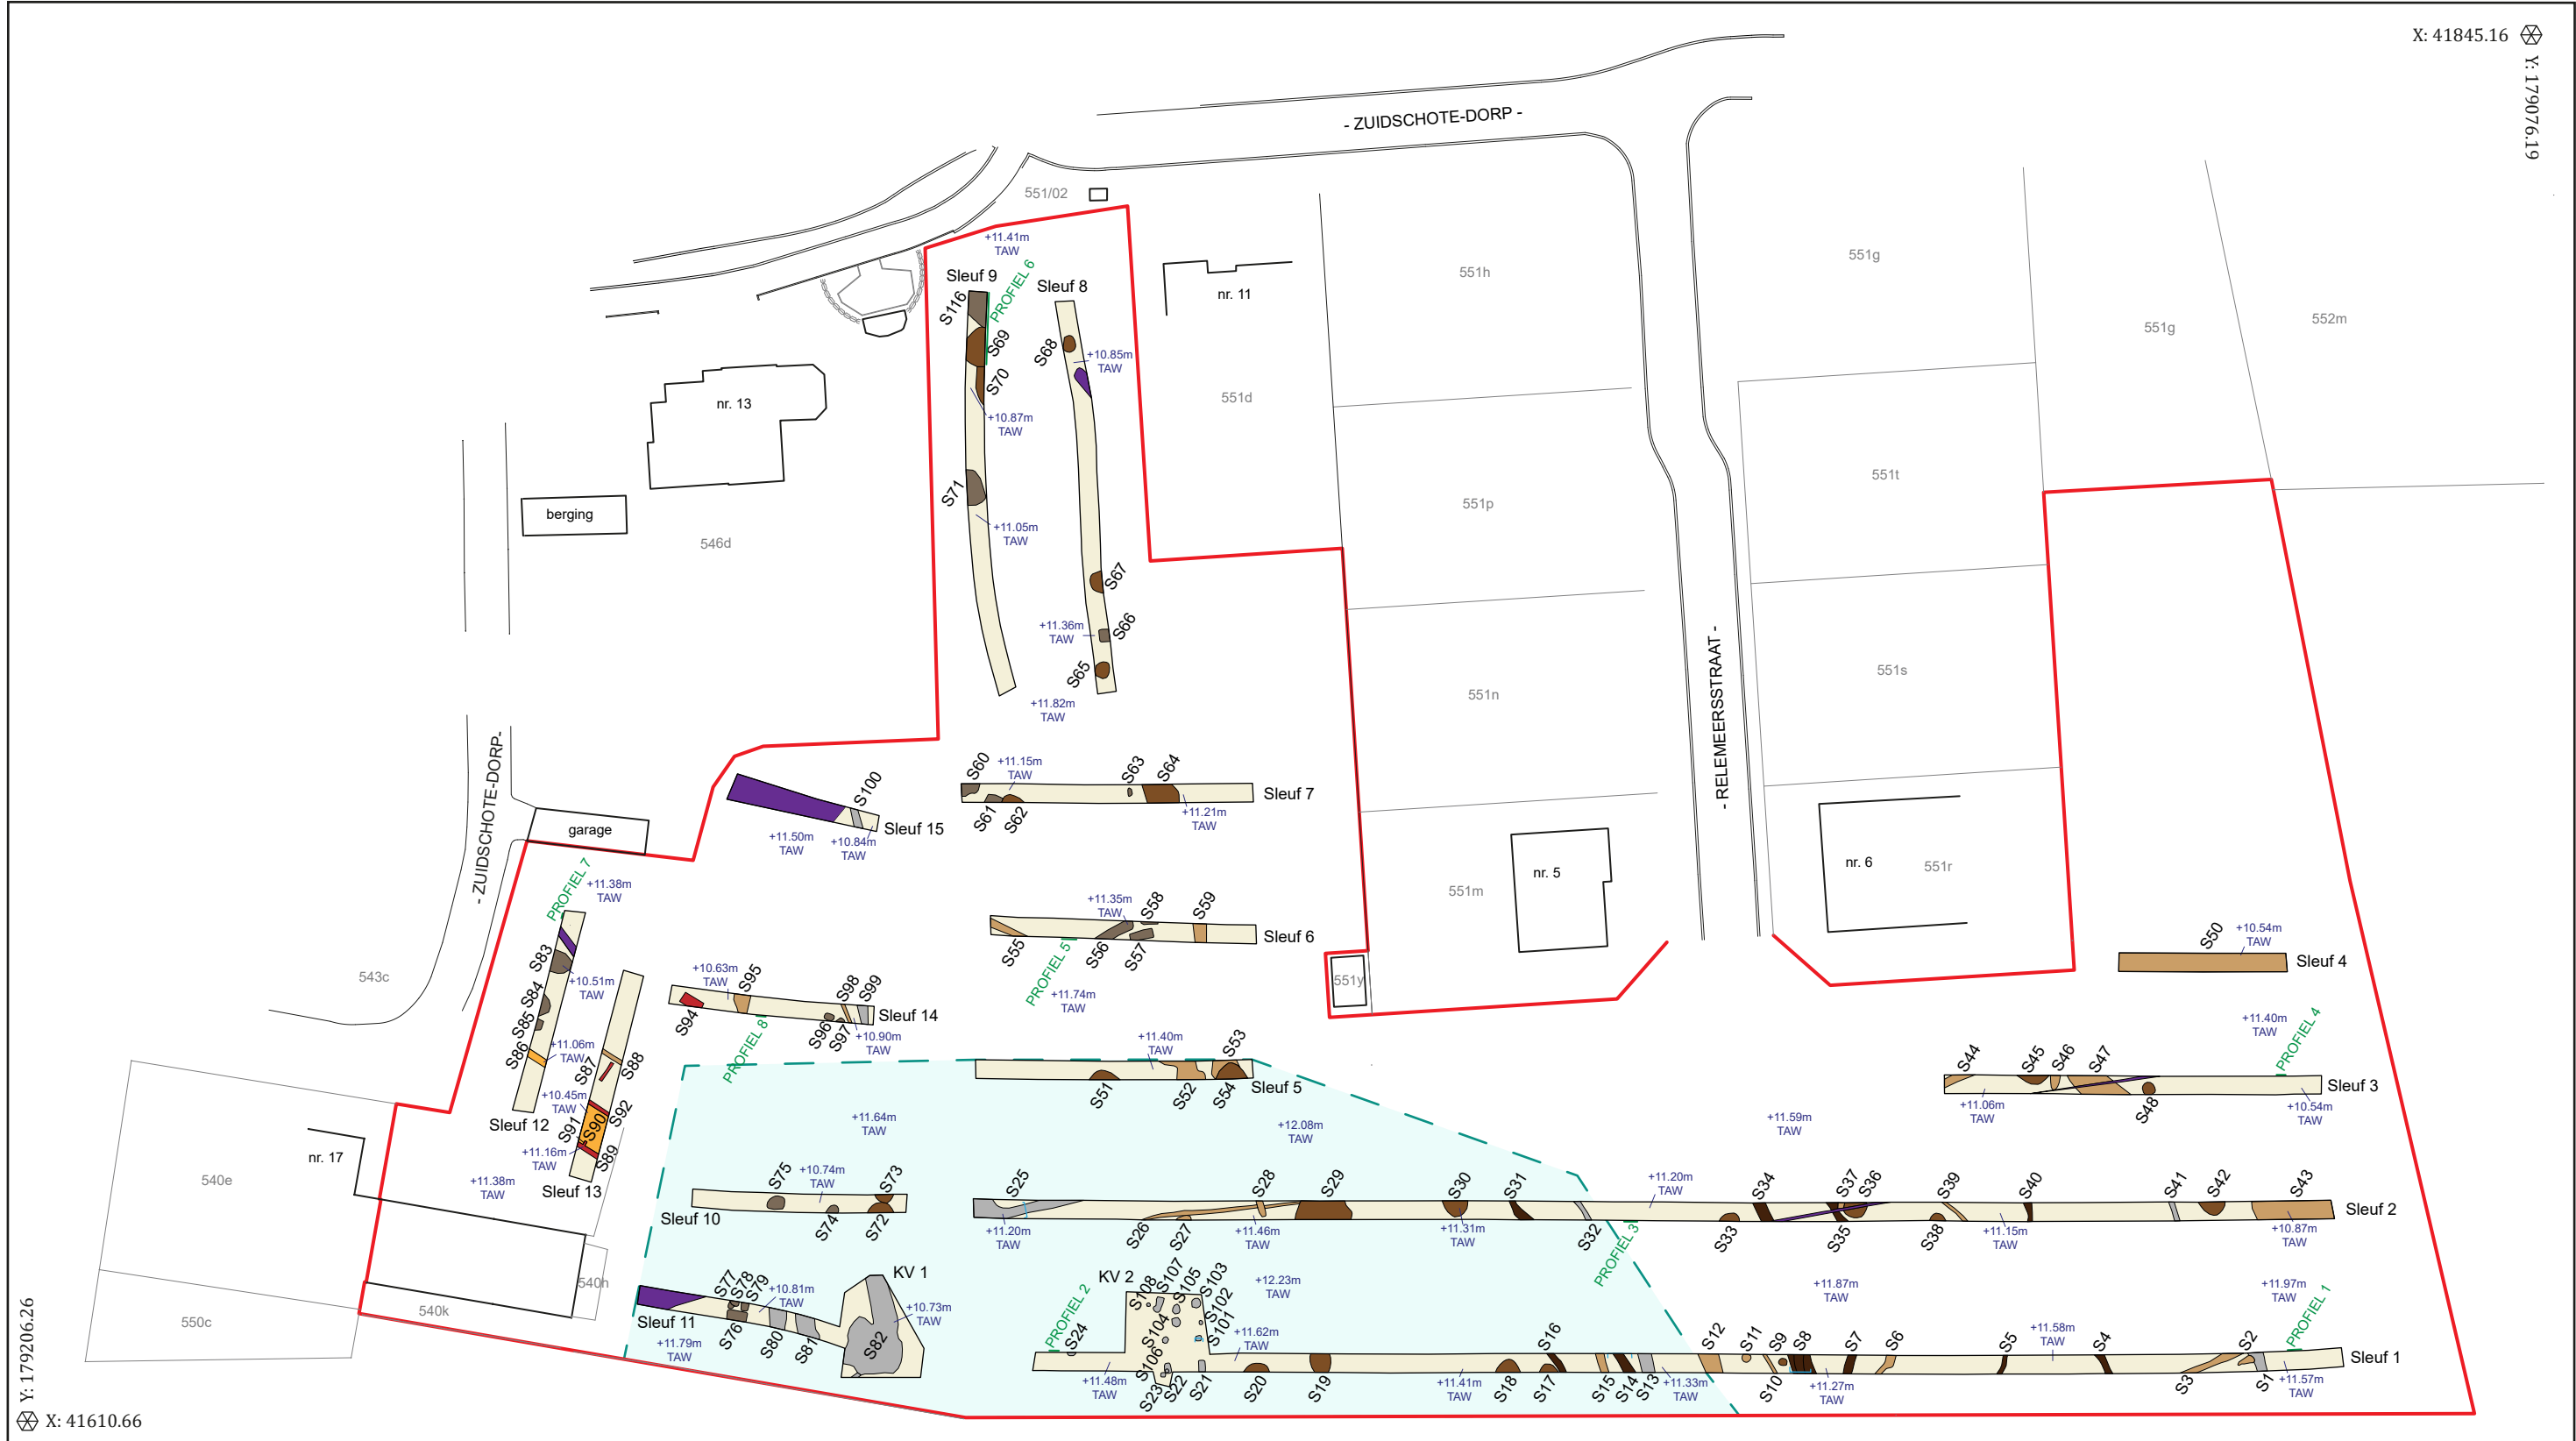 X: 41845.16
Y: 179076.19
- ZUIDSCHOTE-DORP -
551/02
+11.41m
TAW
Sleuf 9
PROFIEL 6
Sleuf 8
S116
S69
S70
S68
+10.85m
TAW
+10.87m
TAW
S71
+11.05m
TAW
S67
S66
+11.36m
TAW
S65
+11.82m
TAW
nr. 11
551d
551h
551p
551n
551m
nr. 5
551y
- RELEMEERSSTRAAT -
551g
551g
552m
551t
551s
nr. 6
551r
nr. 13
berging
546d
- ZUIDSCHOTE-DORP-
garage
543c
S100
Sleuf 15
+11.50m
TAW
+10.84m
TAW
S60
+11.15m
TAW
S63
S64
Sleuf 7
S61
S62
+11.21m
TAW
PROFIEL 7
+11.38m
TAW
S83
+10.51m
TAW
S84
S85
S86
+11.06m
TAW
S87
S88
+10.45m
TAW
Sleuf 12
S91
S90
S92
S89
+11.16m
TAW
Sleuf 13
+11.38m
TAW
+10.63m
TAW
S95
S98
S99
Sleuf 14
S94
S96
S97
+10.90m
TAW
PROFIEL 8
+11.35m
TAW
S58
S59
Sleuf 6
S55
S56
S57
PROFIEL 5
+11.74m
TAW
+11.40m
TAW
S53
S51
S52
S54
Sleuf 5
S50
+10.54m
TAW
Sleuf 4
+11.40m
TAW
PROFIEL 4
S44
S45
S46
S47
Sleuf 3
+11.06m
TAW
S48
+10.54m
TAW
+11.64m
TAW
+12.08m
TAW
+11.59m
TAW
nr. 17
540e
540h
540k
550c
S75
+10.74m
TAW
S73
Sleuf 10
S74
S72
S25
S28
S29
S30
S31
+11.20m
TAW
S34
S37
S36
S39
S40
S41
S42
S43
Sleuf 2
+11.20m
TAW
S26
S27
+11.46m
TAW
+11.31m
TAW
S32
PROFIEL 3
S33
S35
S38
+11.15m
TAW
+10.87m
TAW
S77
S78
S79
+10.81m
TAW
KV 1
+10.73m
TAW
Sleuf 11
S76
S80
S81
S82
+11.79m
TAW
KV 2
S108
S107
S105
S103
S102
S101
S104
S106
+12.23m
TAW
+11.87m
TAW
+11.97m
TAW
PROFIEL 1
PROFIEL 2
S24
+11.62m
TAW
S16
S12
S11
S9
S8
S7
S6
S5
+11.58m
TAW
S4
S2
Sleuf 1
+11.48m
TAW
S23
S22
S21
S20
S19
+11.41m
TAW
S18
S17
S15
S14
S13
+11.33m
TAW
S10
+11.27m
TAW
S3
S1
+11.57m
TAW
Y: 179206.26
X: 41610.66